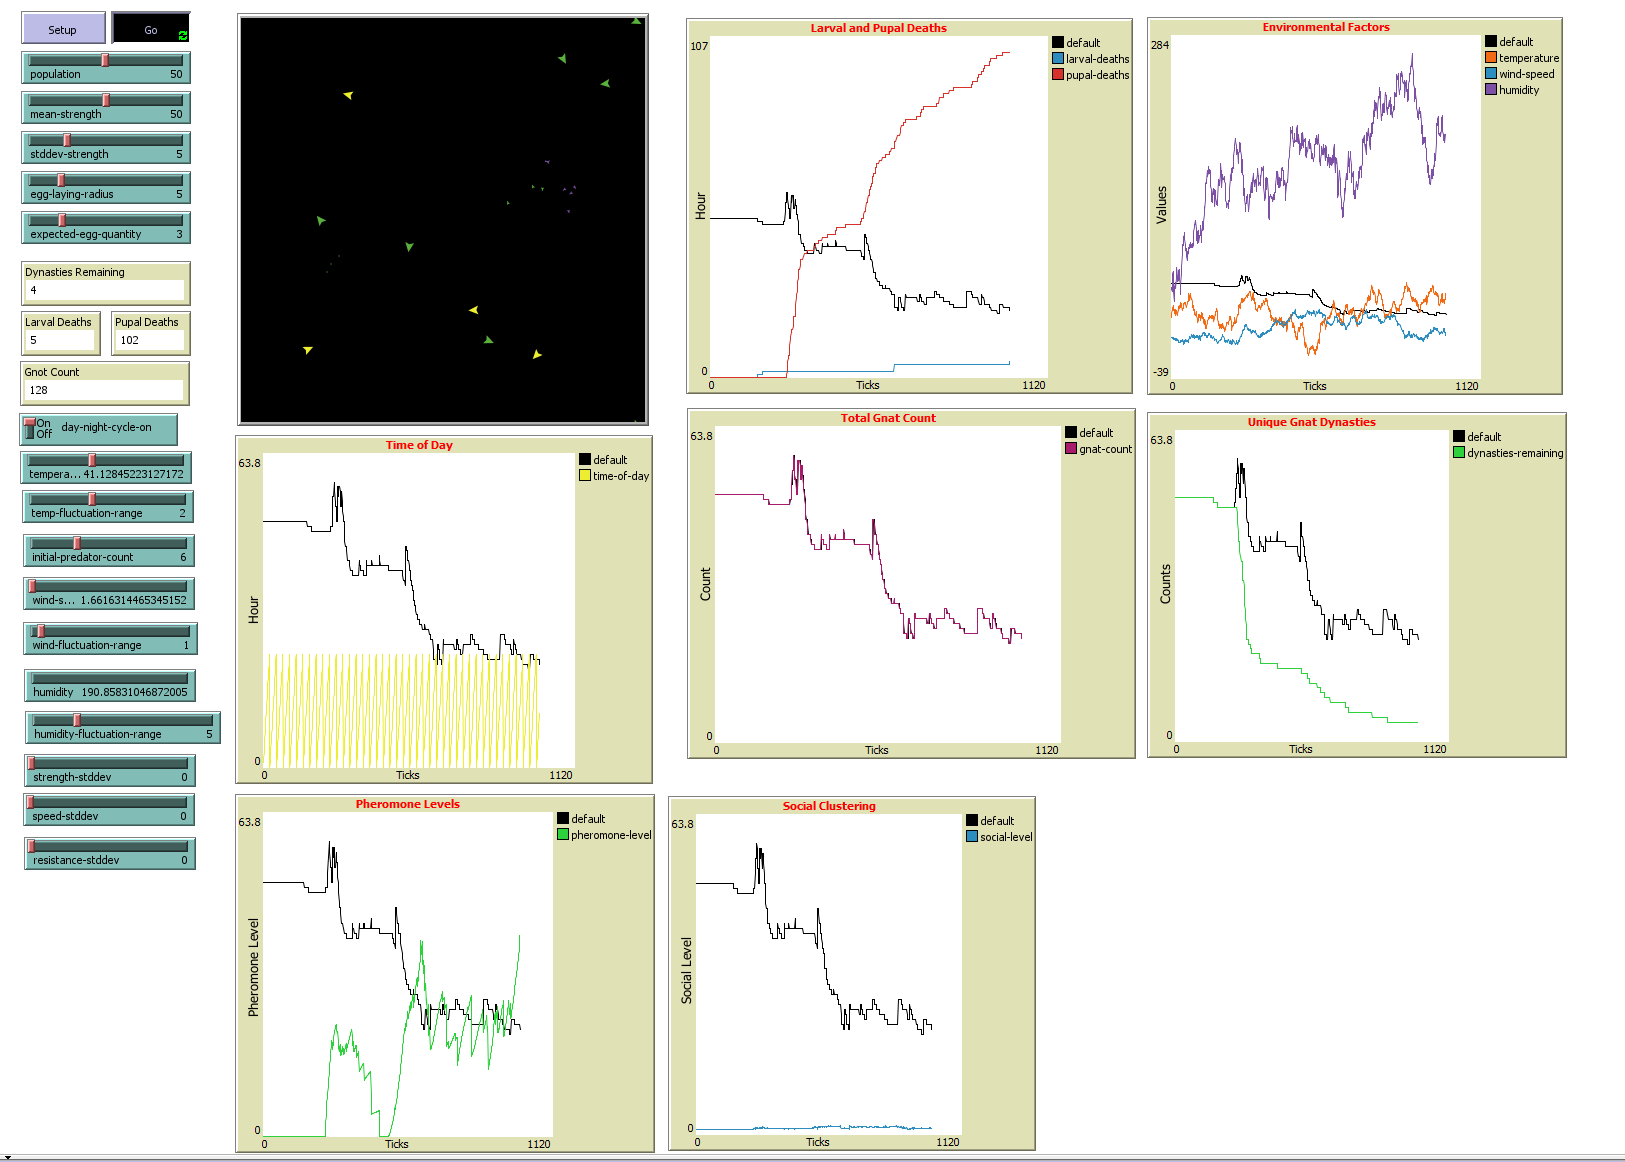 Setup
Go
population 50
mean-strength 50
stddev-strength 5
egg-laying-radius 5
expected-egg-quantity 3
Dynasties Remaining
4
Larval Deaths
5
Pupal Deaths
102
Gnot Count
128
On
Off
day-night-cycle-on
tempera... 41.12845223127172
temp-fluctuation-range 2
initial-predator-count 6
wind-s... 1.6616314465345152
wind-fluctuation-range 1
humidity 190.85831046872005
humidity-fluctuation-range 5
strength-stddev 0
speed-stddev 0
resistance-stddev 0
Larval and Pupal Deaths
107
Hour
0
0
Ticks
1120
default
larval-deaths
pupal-deaths
Environmental Factors
284
Values
-39
0
Ticks
1120
default
temperature
wind-speed
humidity
Time of Day
63.8
Hour
0
0
Ticks
1120
default
time-of-day
Total Gnat Count
63.8
Count
0
0
Ticks
1120
default
gnat-count
Unique Gnat Dynasties
63.8
Counts
0
0
Ticks
1120
default
dynasties-remaining
Pheromone Levels
63.8
Pheromone Level
0
0
Ticks
1120
default
pheromone-level
Social Clustering
63.8
Social Level
0
0
Ticks
1120
default
social-level